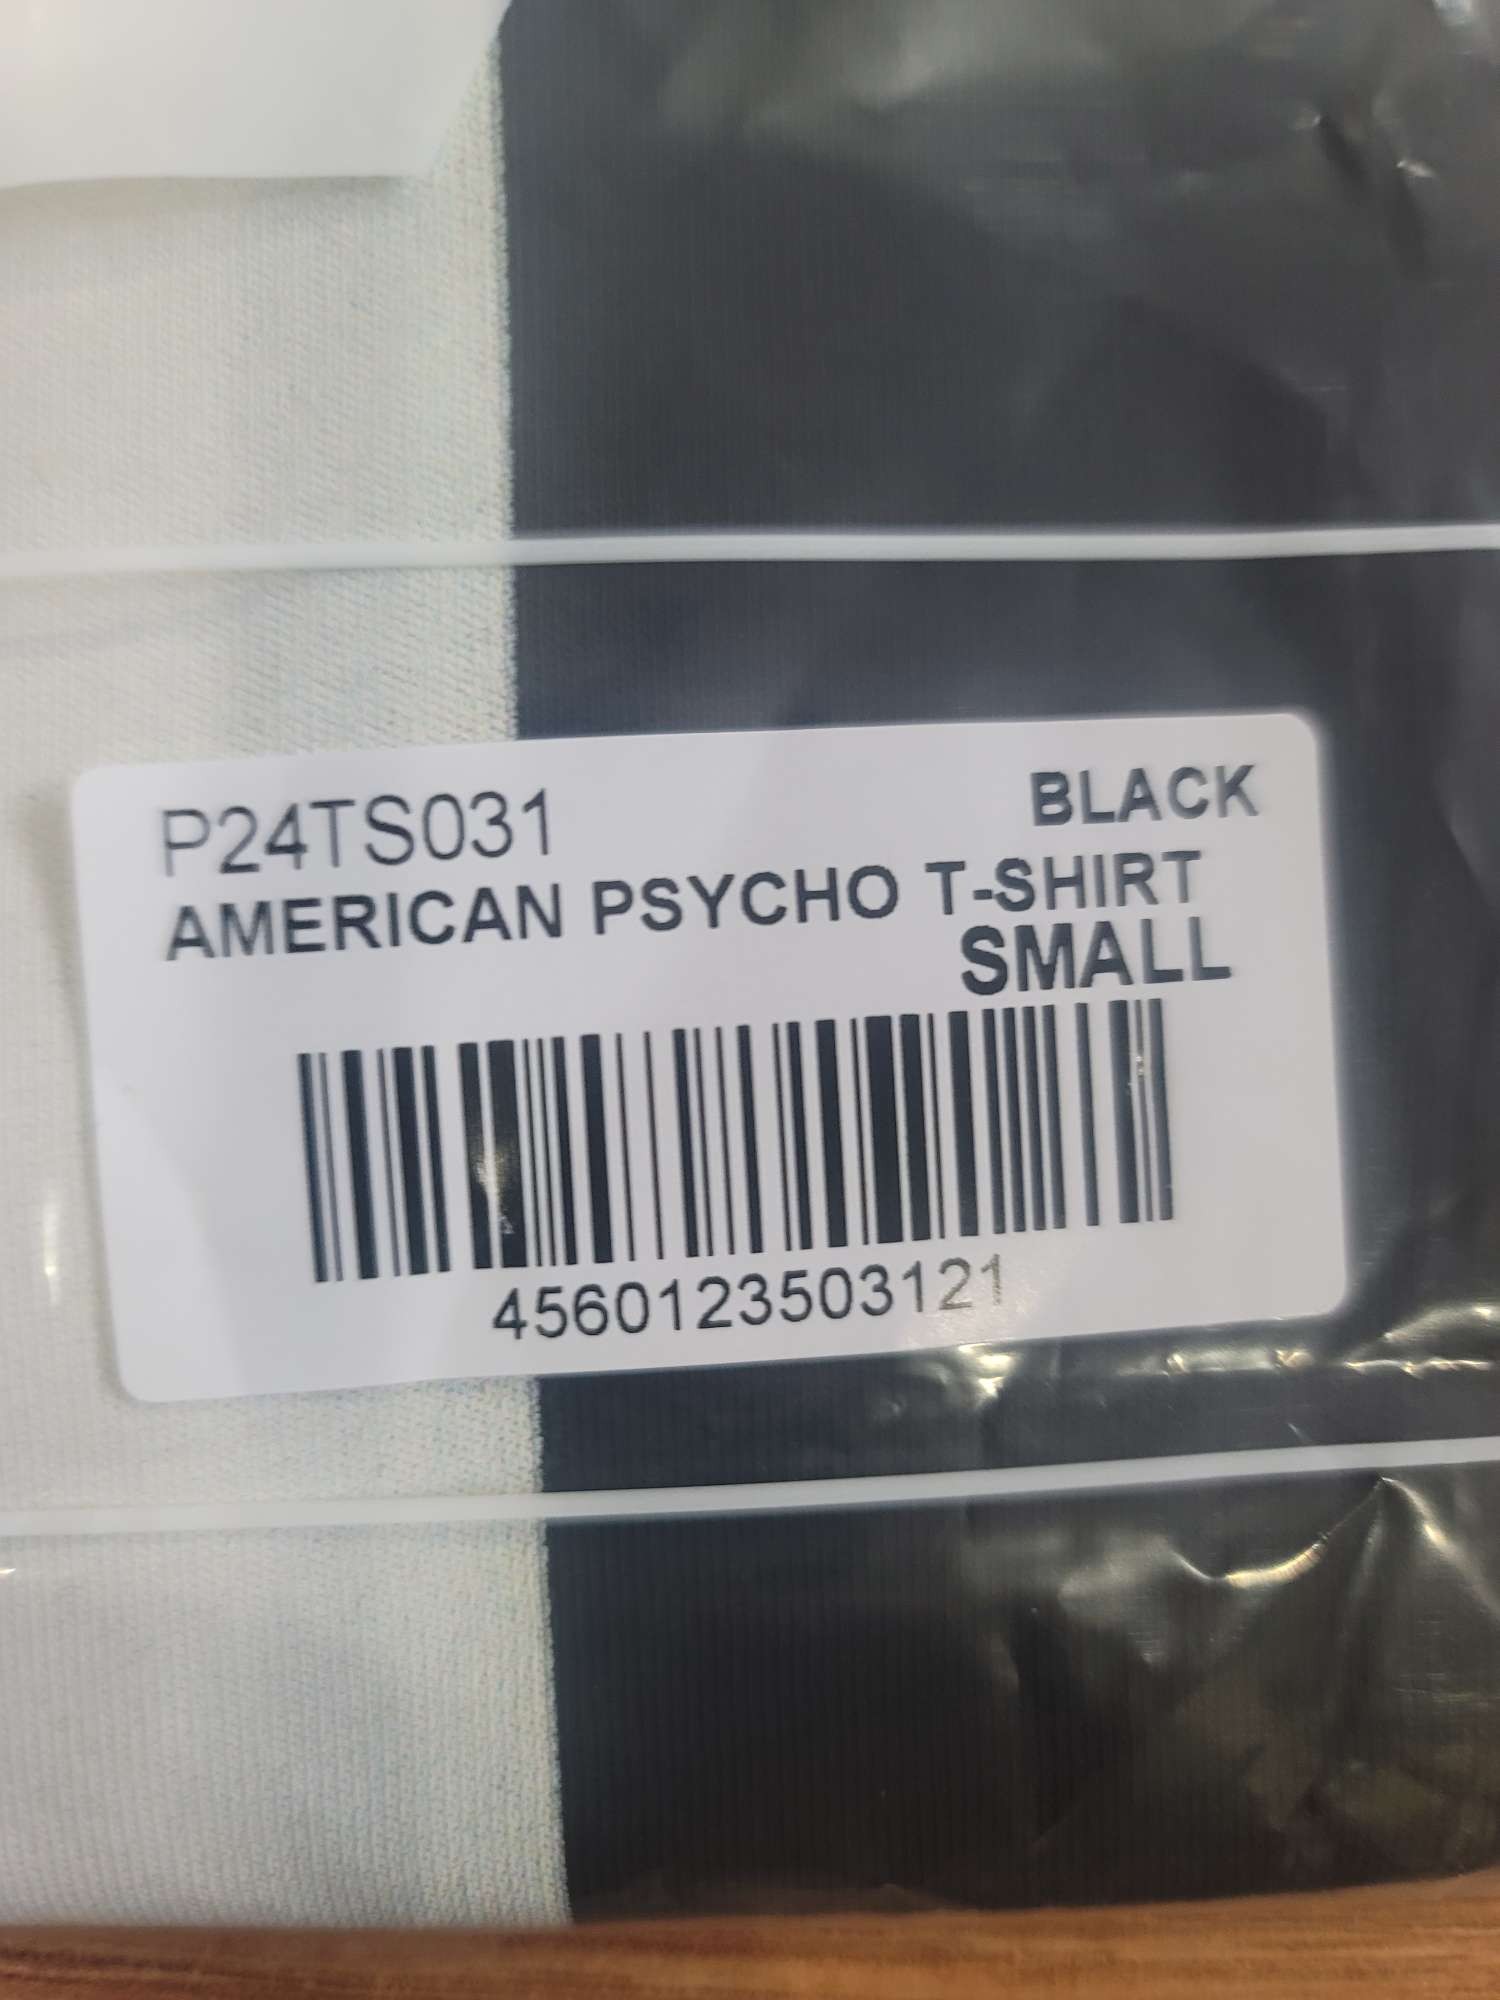 P24TS031 BLACK
AMERICAN PSYCHO T-SHIRT
SMALL
4560123503121